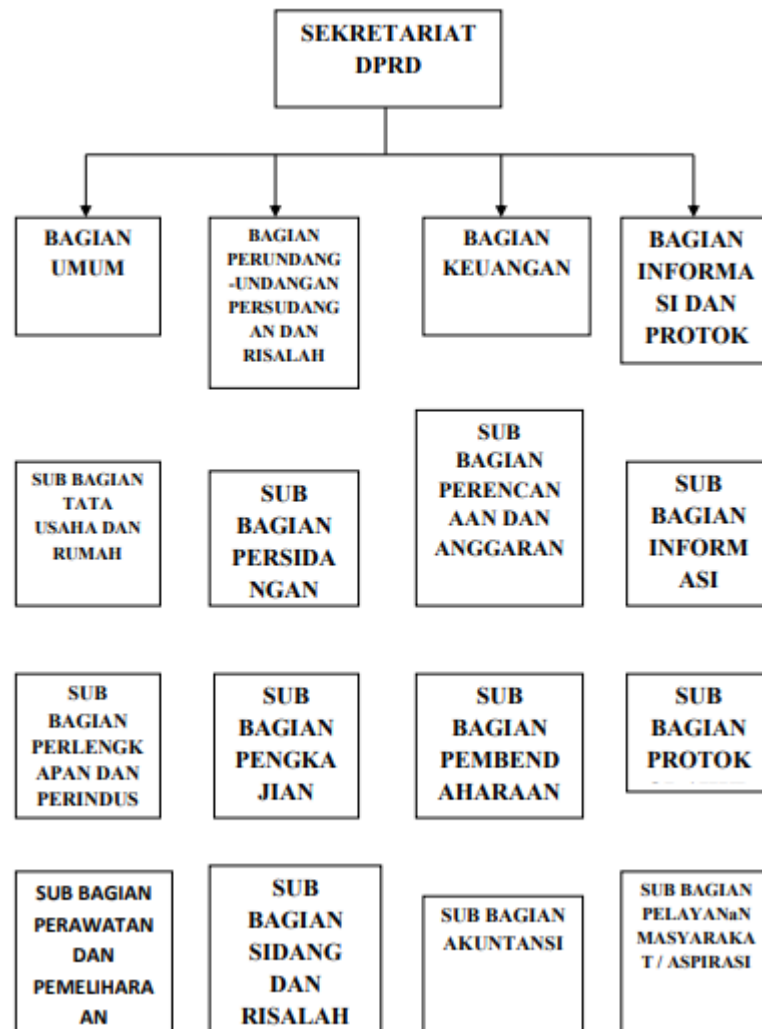 SEKRETARIAT
DPRD
BAGIAN
UMUM
BAGIAN
PERUNDANG
-UNDANGAN
PERSUDANG
AN DAN
RISALAH
BAGIAN
KEUANGAN
BAGIAN
INFORMA
SI DAN
PROTOK
SUB BAGIAN
TATA
USAHA DAN
RUMAH
SUB
BAGIAN
PERSIDA
NGAN
SUB
BAGIAN
PERENCAN
AAN DAN
ANGGARAN
SUB
BAGIAN
INFORM
ASI
SUB
BAGIAN
PERLENGK
APAN DAN
PERINDUS
SUB
BAGIAN
PENGKA
JIAN
SUB
BAGIAN
PEMBEND
AHARAAN
SUB
BAGIAN
PROTOK
SUB BAGIAN
PERAWATAN
DAN
PEMELIHARA
AN
SUB
BAGIAN
SIDANG
DAN
RISALAH
SUB BAGIAN
AKUNTANSI
SUB BAGIAN
PELAYANaN
MASYARAKA
T / ASPIRASI